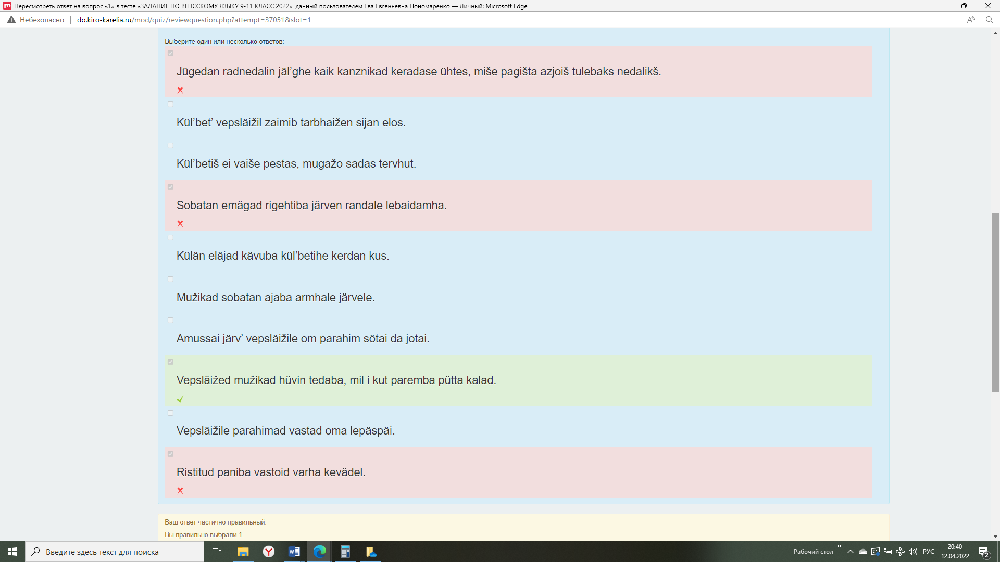 Пересмотреть ответ на вопрос «1» в тесте «ЗАДАНИЕ ПО ВЕПССКОМУ ЯЗЫКУ 9-11 КЛАСС 2022», данный пользователем Ева Евгеньевна Пономаренко — Личный: Microsoft Edge
Небезопасно do.kiro-karelia.ru/mod/quiz/reviewquestion.php?attempt=37051&slot=1
Выберите один или несколько ответов:
Jügedan radnedalin jäl’ghe kaik kanznikad keradase ühtes, miše pagišta azjoiš tulebaks nedalikš.
Kül’bet’ vepsläižil zaimib tarbhaižen sijan elos.
Kül’betiš ei vaiše pestas, mugažo sadas tervhut.
Sobatan emägad rigehtiba järven randale lebaidamha.
Külän eläjad kävuba kül’betihe kerdan kus.
Mužikad sobatan ajaba armhale järvele.
Amussai järv’ vepsläižile om parahim sötai da jotai.
Vepsläižed mužikad hüvin tedaba, mil i kut paremba pütta kalad.
Vepsläižile parahimad vastad oma lepäspäi.
Ristitud paniba vastoid varha kevädel.
Ваш ответ частично правильный.
Вы правильно выбрали 1.
Введите здесь текст для поиска
Рабочий стол » РУС 20:40
12.04.2022 2